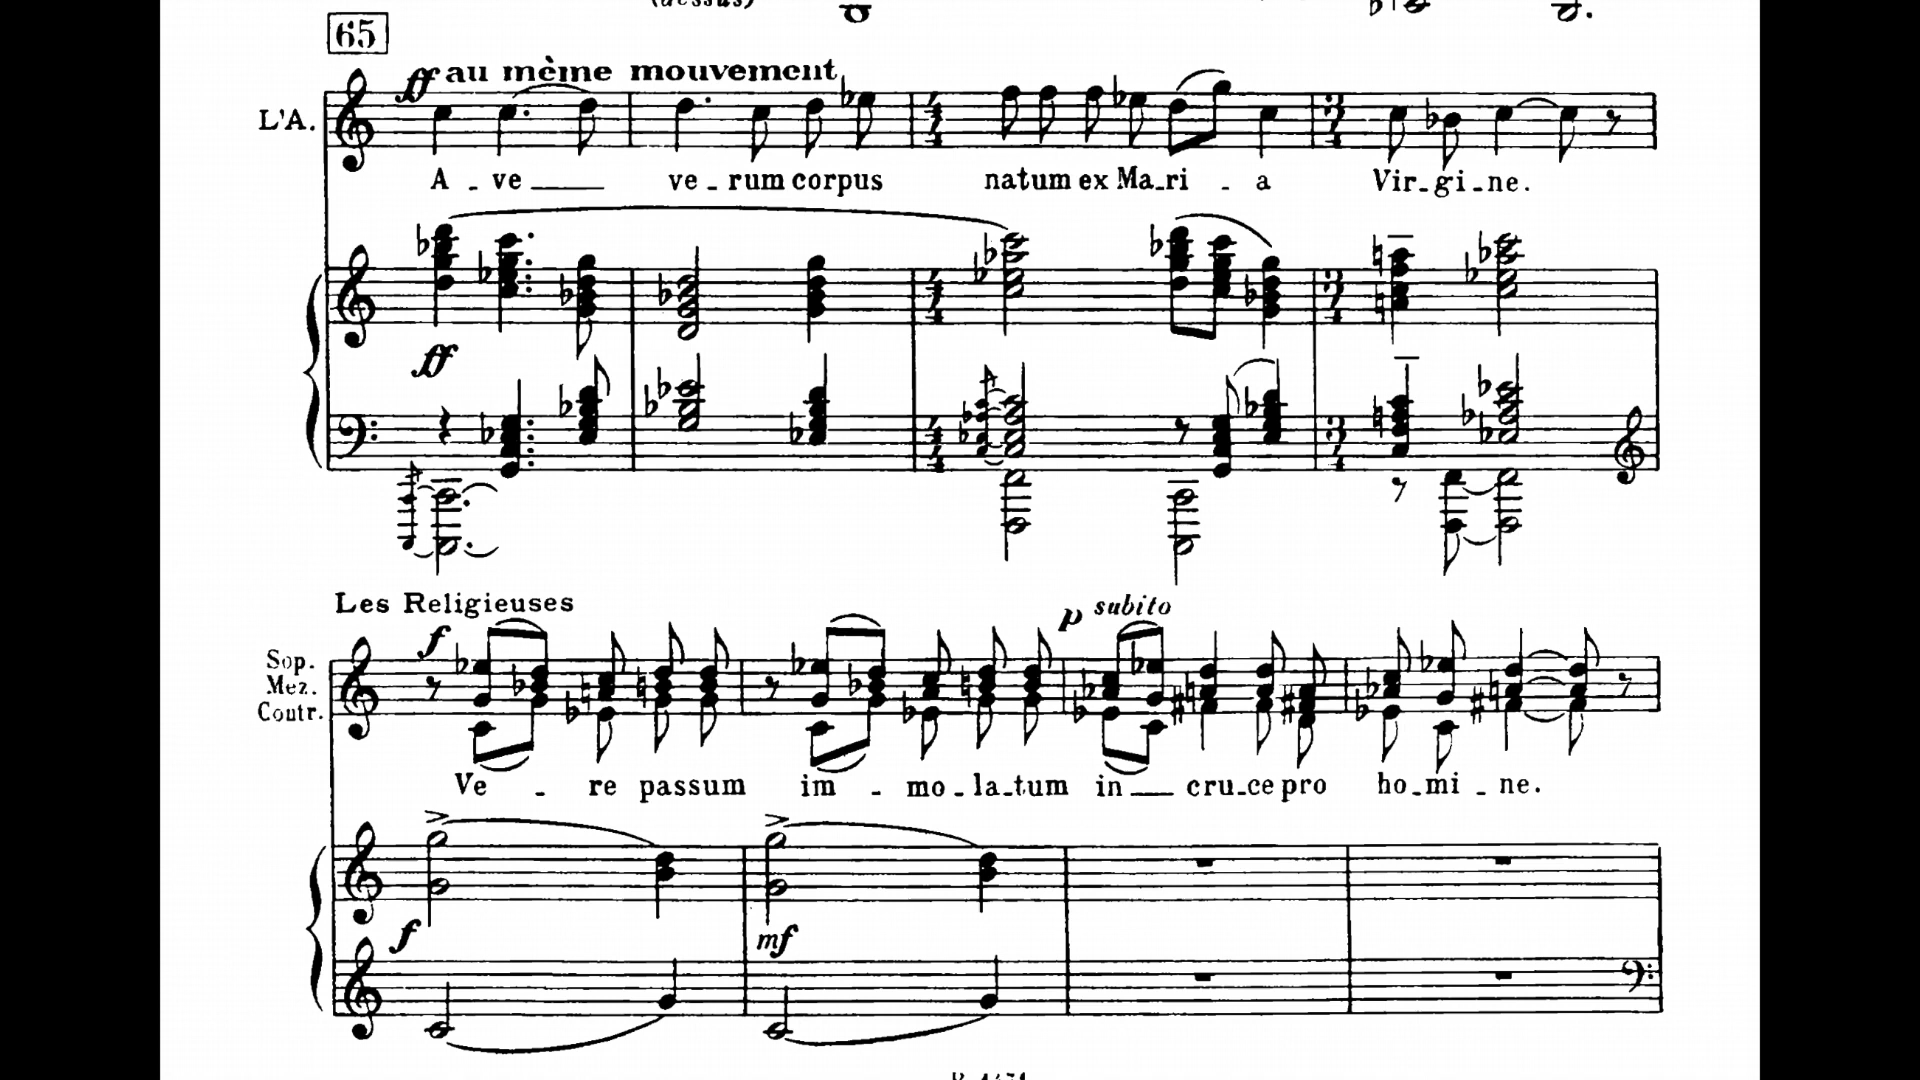 (dessus)
65
ff au même mouvement
L'A.
A - ve ve - rum corpus natum ex Ma - ri - a Vir - gi - ne.
ff
3 4
Les Religieuses
f p subito
Sop.
Mez.
Contr.
Ve - re passum im - mo - la - tum in cru - ce pro ho - mi - ne.
f mf